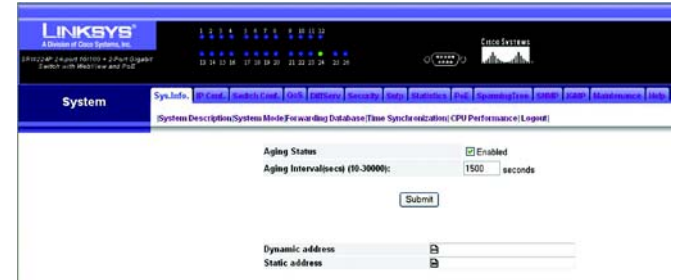 LINKSYS®
A Division of Cisco Systems, Inc.
SRW224P 24-port 10/100 + 2-Port Gigabit
Switch with WebView and PoE
1 2 3 4 5 6 7 8 9 10 11 12
13 14 15 16 17 18 19 20 21 22 23 24 25 26
CISCO SYSTEMS
System
Sys.Info. IP Conf. Switch Conf. QoS DiffServ Security Sntp Statistics PoE SpanningTree SNMP IGMP Maintenance Help
|System Description|System Mode|Forwarding Database|Time Synchronization| CPU Performance| Logout|
Aging Status Enabled
Aging Interval(secs) (10-30000): 1500 seconds
Submit
Dynamic address
Static address